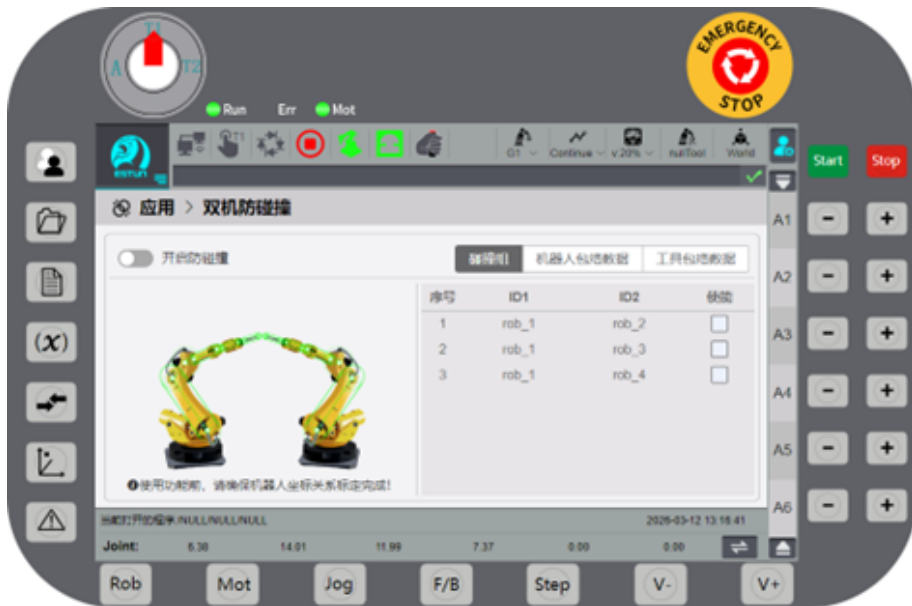 T1
A
T2
EMERGENCY
STOP
Run Err Mot
T1
G1 Continue v 20% nullTool World
ESTUN
Start Stop
应用 > 双机防碰撞
开启防碰撞
碰撞组 机器人包络数据 工具包络数据
序号 ID1 ID2 使能
1 rob_1 rob_2
2 rob_1 rob_3
3 rob_1 rob_4
使用功能前，请确保机器人坐标关系标定完成!
A1 - +
A2 - +
A3 - +
A4 - +
A5 - +
A6 - +
(x)
当前打开的程序:/NULL/NULL/NULL 2026-03-12 13:16:41
Joint: 6.38 14.01 11.99 7.37 0.00 0.00
Rob Mot Jog F/B Step V- V+